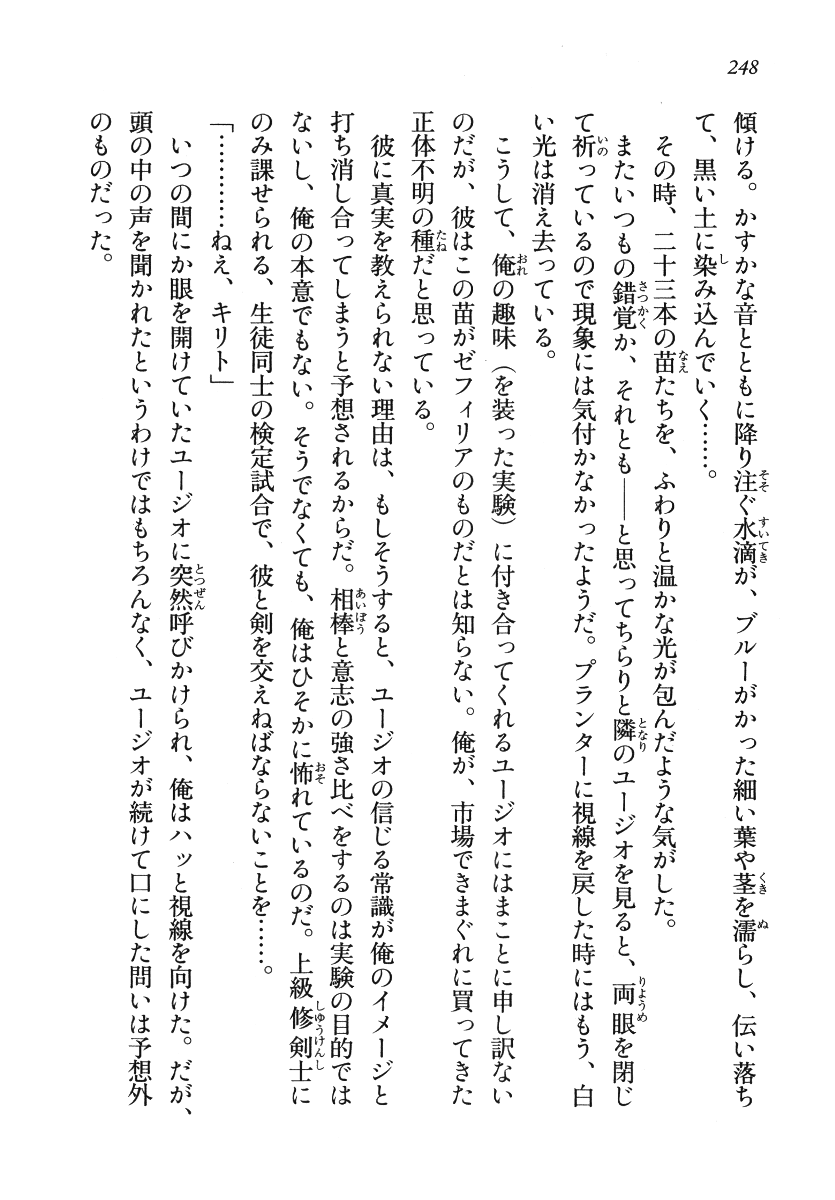 248
傾ける。かすかな音とともに降り注ぐ水滴が、ブルーがかった細い葉や茎を濡らし、伝い落ち
て、黒い土に染み込んでいく……。
その時、二十三本の苗たちを、ふわりと温かな光が包んだような気がした。
またいつもの錯覚か、それとも――と思ってちらりと隣のユージオを見ると、両眼を閉じ
て祈っているので現象には気付かなかったようだ。プランターに視線を戻した時にはもう、白
い光は消え去っている。
こうして、俺の趣味（を装った実験）に付き合ってくれるユージオにはまことに申し訳ない
のだが、彼はこの苗がゼフィリアのものだとは知らない。俺が、市場できまぐれに買ってきた
正体不明の種だと思っている。
彼に真実を教えられない理由は、もしそうすると、ユージオの信じる常識が俺のイメージと
打ち消し合ってしまうと予想されるからだ。相棒と意志の強さ比べをするのは実験の目的では
ないし、俺の本意でもない。そうでなくても、俺はひそかに怖れているのだ。上級修剣士に
のみ課せられる、生徒同士の検定試合で、彼と剣を交えねばならないことを……。
「…………ねえ、キリト」
いつの間にか眼を開けていたユージオに突然呼びかけられ、俺はハッと視線を向けた。だが、
頭の中の声を聞かれたというわけではもちろんなく、ユージオが続けて口にした問いは予想外
のものだった。